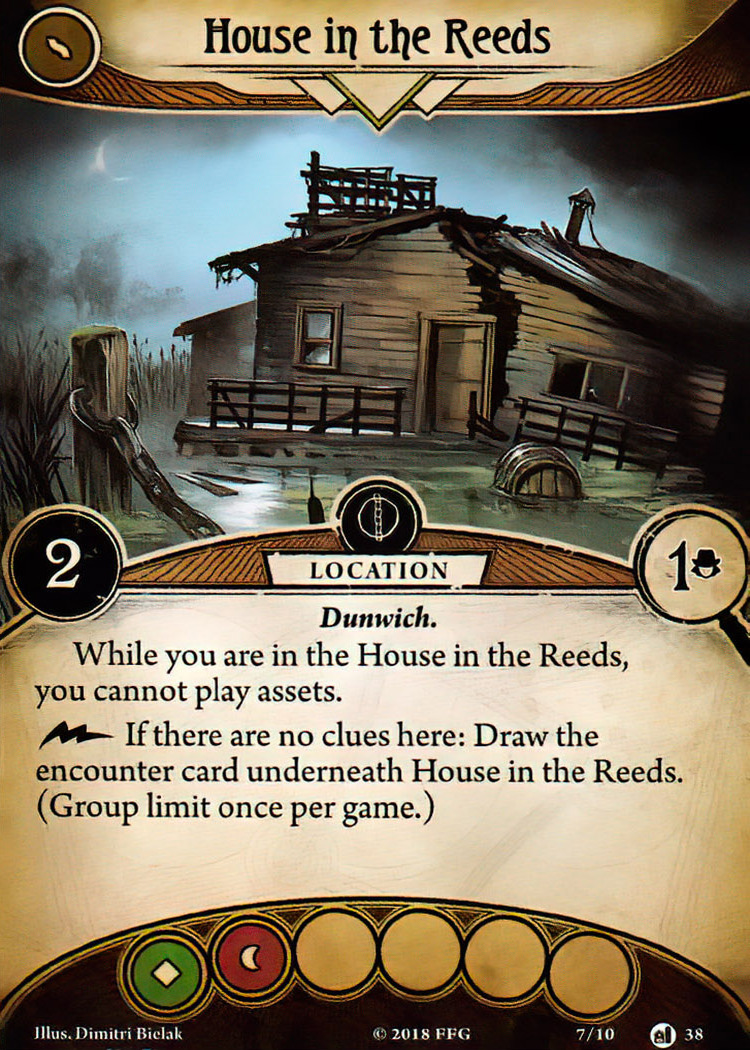 House in the Reeds
2
LOCATION
1
Dunwich.
While you are in the House in the Reeds,
you cannot play assets.
If there are no clues here: Draw the
encounter card underneath House in the Reeds.
(Group limit once per game.)
Illus. Dimitri Bielak
© 2018 FFG
7/10
38